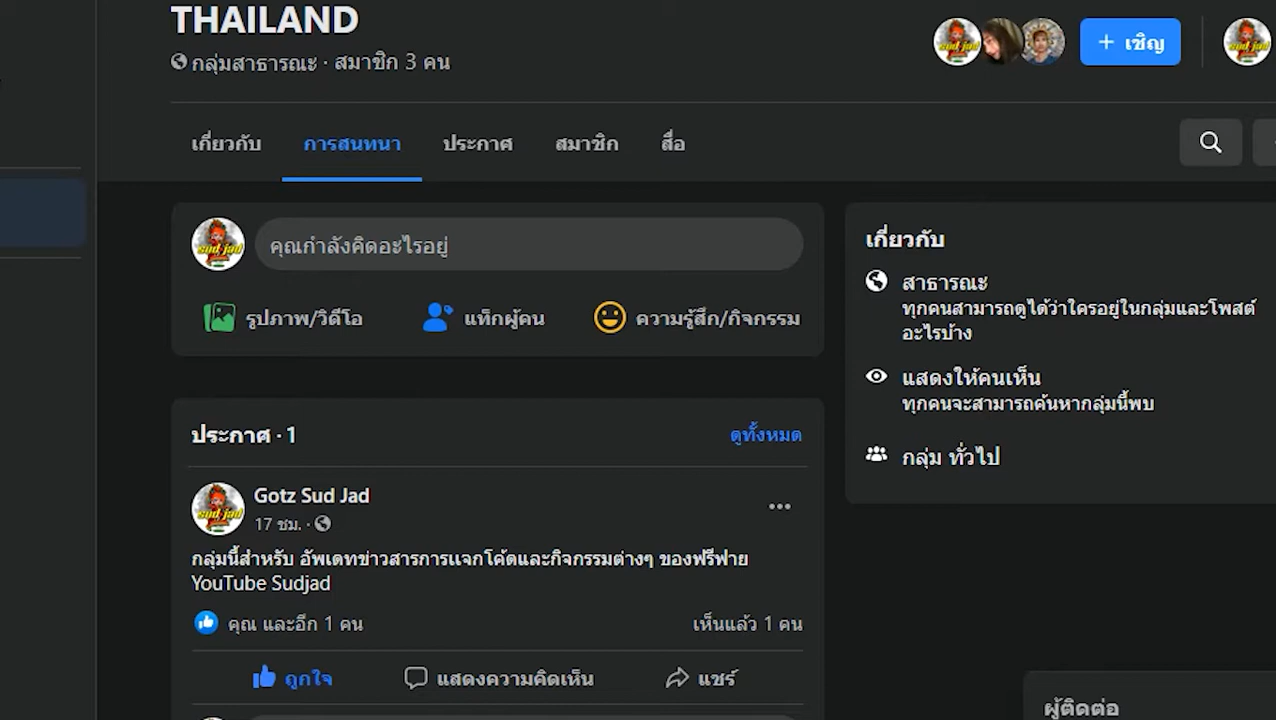 THAILAND
กลุ่มสาธารณะ · สมาชิก 3 คน
+ เชิญ
เกี่ยวกับ
การสนทนา
ประกาศ
สมาชิก
สื่อ
คุณกำลังคิดอะไรอยู่
รูปภาพ/วิดีโอ
แท็กผู้คน
ความรู้สึก/กิจกรรม
ประกาศ · 1
ดูทั้งหมด
Gotz Sud Jad
17 ชม. ·
กลุ่มนี้สำหรับ อัพเดทข่าวสารการแจกโค้ดและกิจกรรมต่างๆ ของฟรีฟาย
YouTube Sudjad
คุณ และอีก 1 คน
เห็นแล้ว 1 คน
ถูกใจ
แสดงความคิดเห็น
แชร์
เกี่ยวกับ
สาธารณะ
ทุกคนสามารถดูได้ว่าใครอยู่ในกลุ่มและโพสต์
อะไรบ้าง
แสดงให้คนเห็น
ทุกคนจะสามารถค้นหากลุ่มนี้พบ
กลุ่ม ทั่วไป
ผู้ติดต่อ